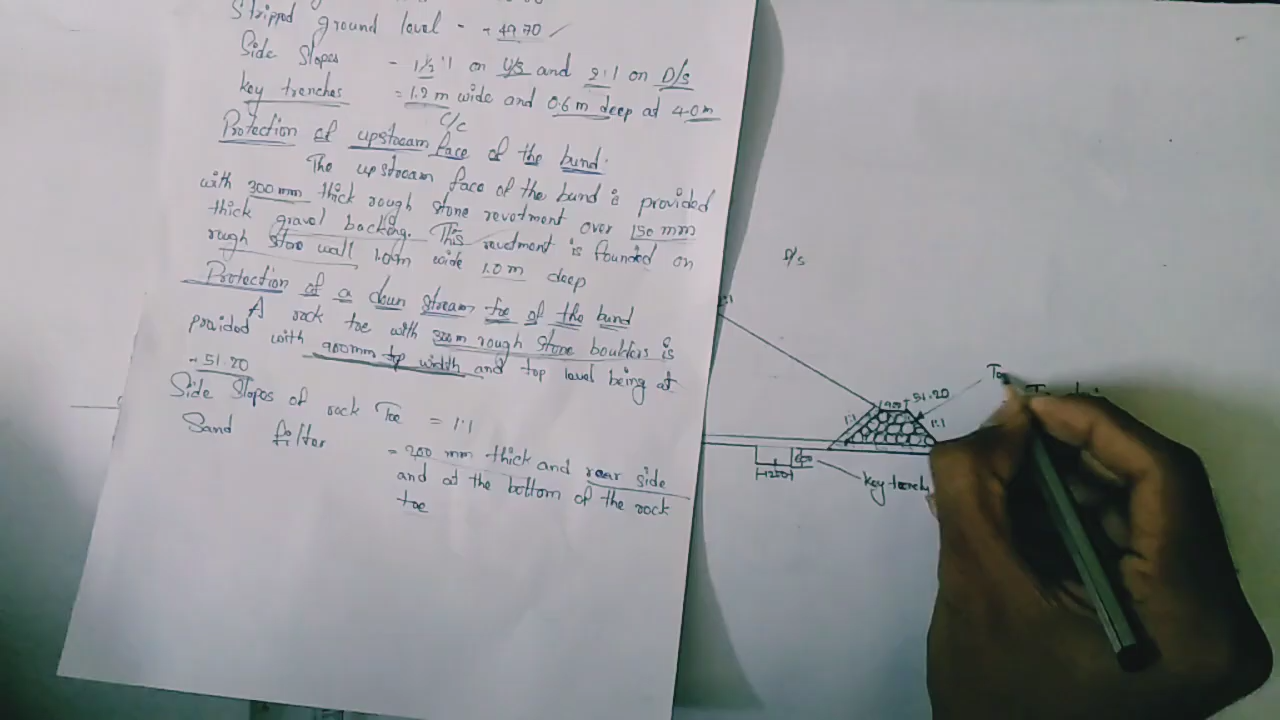 Stripped ground level - + 49.70
Side Slopes - 1½:1 on U/S and 2:1 on D/s
key trenches = 1.2 m wide and 0.6 m deep at 4.0 m
C/C
Protection of upstream face of the bund.
The upstream face of the bund is provided
with 300 mm thick rough stone revetment over 150 mm
thick gravel backing. This revetment is founded on
rough stone wall wide 1.0 m deep
Protection of a down stream toe of the bund
A rock toe with rough stone boulders is
provided with 900mm top width and top level being at
+ 51.20
Side Slopes of rock Toe = 1:1
Sand filter = 200 mm thick and rear side
and at the bottom of the rock
toe
D/s
+ 51.20
1:1
1:1
key trench